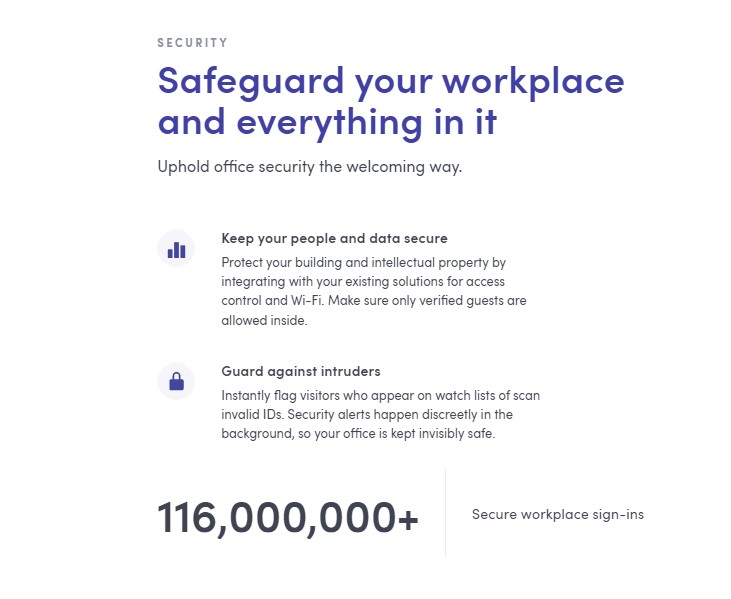 SECURITY
Safeguard your workplace
and everything in it
Uphold office security the welcoming way.
Keep your people and data secure
Protect your building and intellectual property by
integrating with your existing solutions for access
control and Wi-Fi. Make sure only verified guests are
allowed inside.
Guard against intruders
Instantly flag visitors who appear on watch lists of scan
invalid IDs. Security alerts happen discreetly in the
background, so your office is kept invisibly safe.
116,000,000+
Secure workplace sign-ins